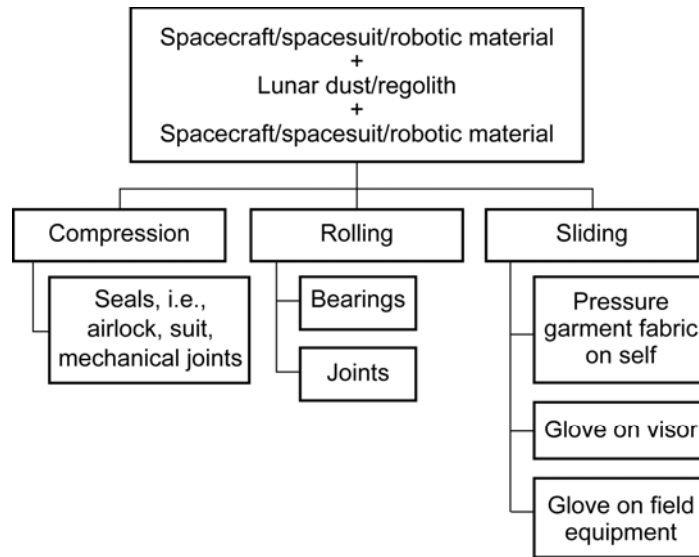 Spacecraft/spacesuit/robotic material
+
Lunar dust/regolith
+
Spacecraft/spacesuit/robotic material
Compression
Rolling
Sliding
Seals, i.e.,
airlock, suit,
mechanical joints
Bearings
Joints
Pressure
garment fabric
on self
Glove on visor
Glove on field
equipment